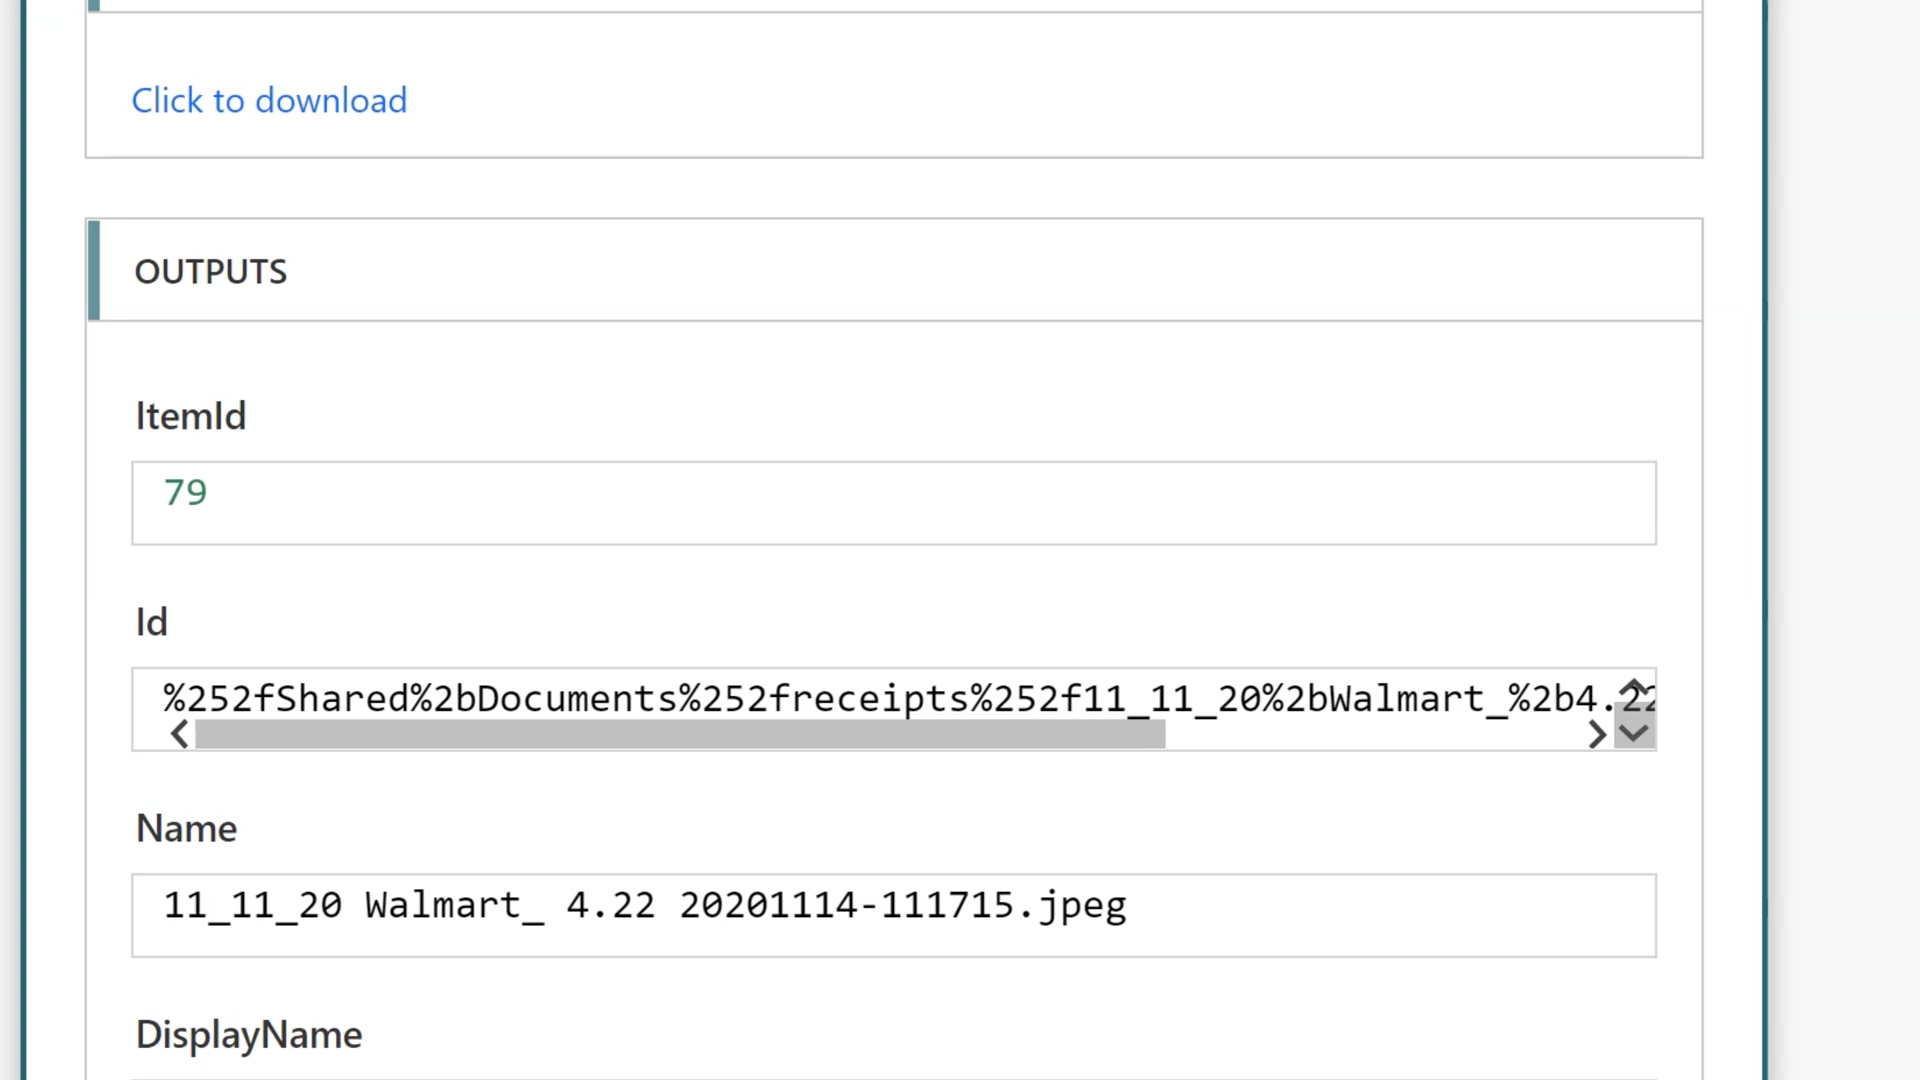 Click to download
OUTPUTS
ItemId
79
Id
%252fShared%2bDocuments%252freceipts%252f11_11_20%2bWalmart_%2b4.22
Name
11_11_20 Walmart_ 4.22 20201114-111715.jpeg
DisplayName